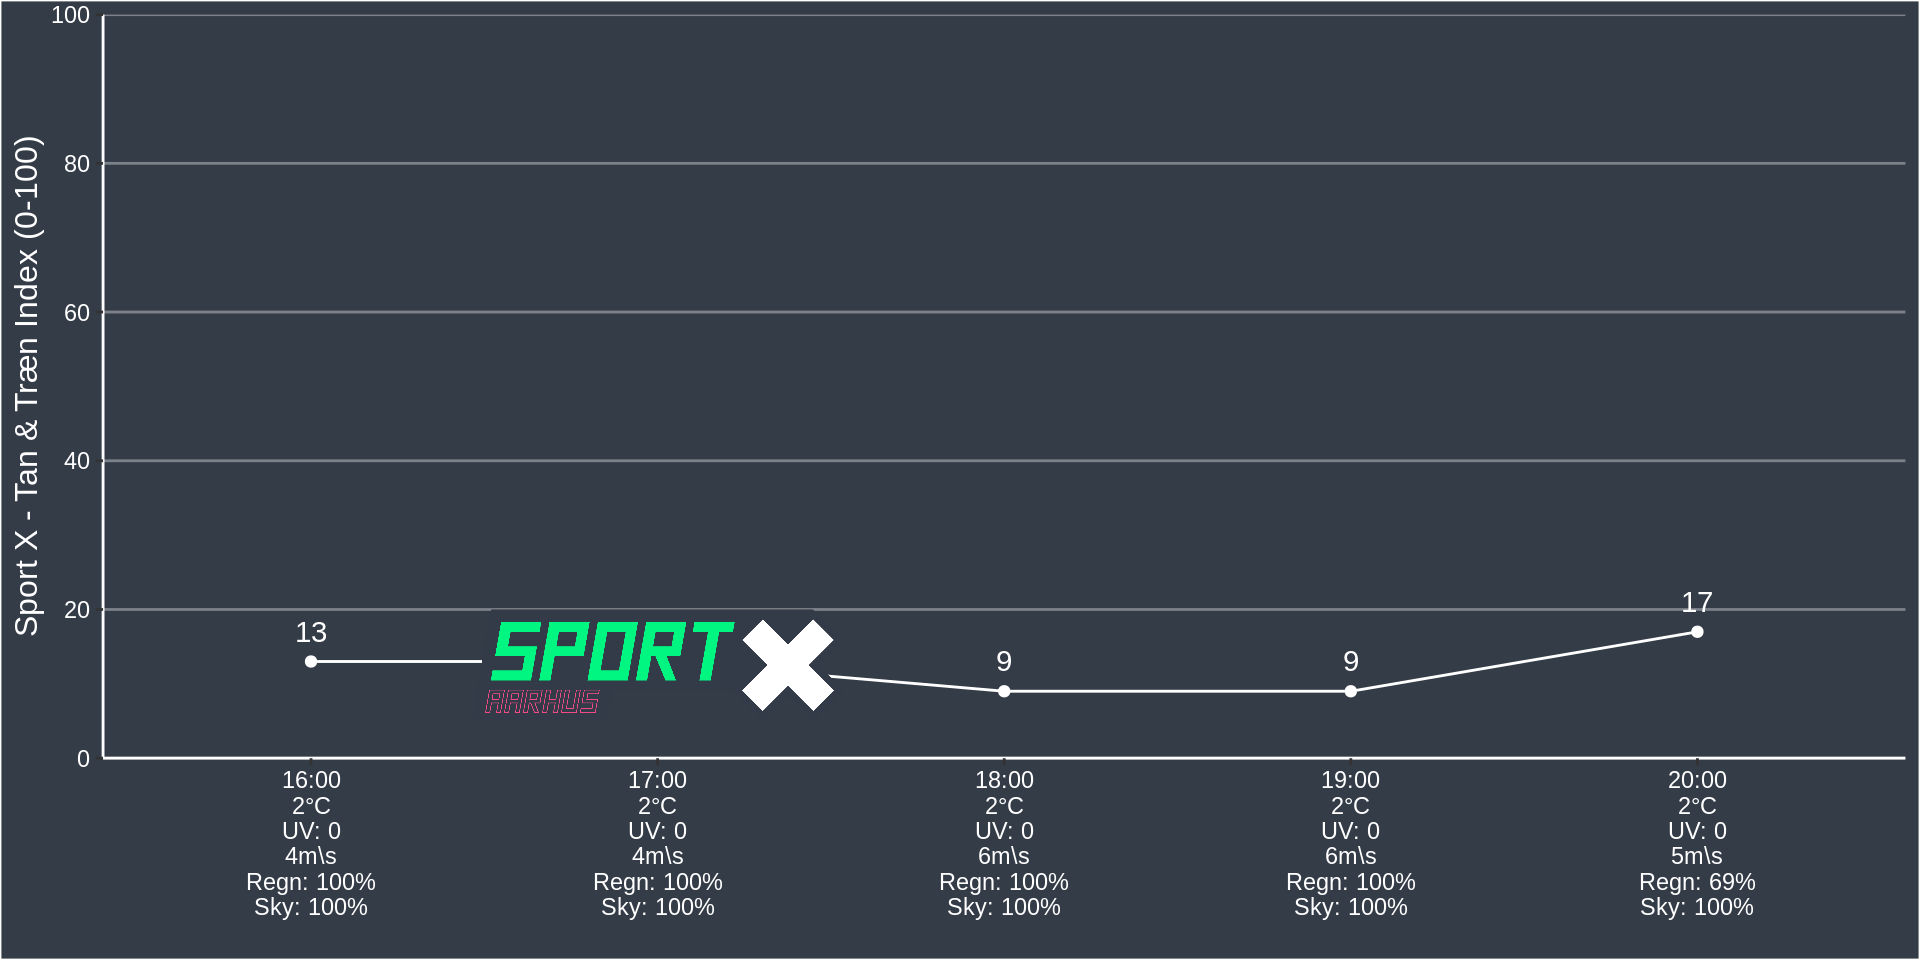 Sport X - Tan & Træn Index (0-100)
100
80
60
40
20
0
13
9
9
17
SPORT X
AARHUS
16:00
2°C
UV: 0
4m\s
Regn: 100%
Sky: 100%
17:00
2°C
UV: 0
4m\s
Regn: 100%
Sky: 100%
18:00
2°C
UV: 0
6m\s
Regn: 100%
Sky: 100%
19:00
2°C
UV: 0
6m\s
Regn: 100%
Sky: 100%
20:00
2°C
UV: 0
5m\s
Regn: 69%
Sky: 100%